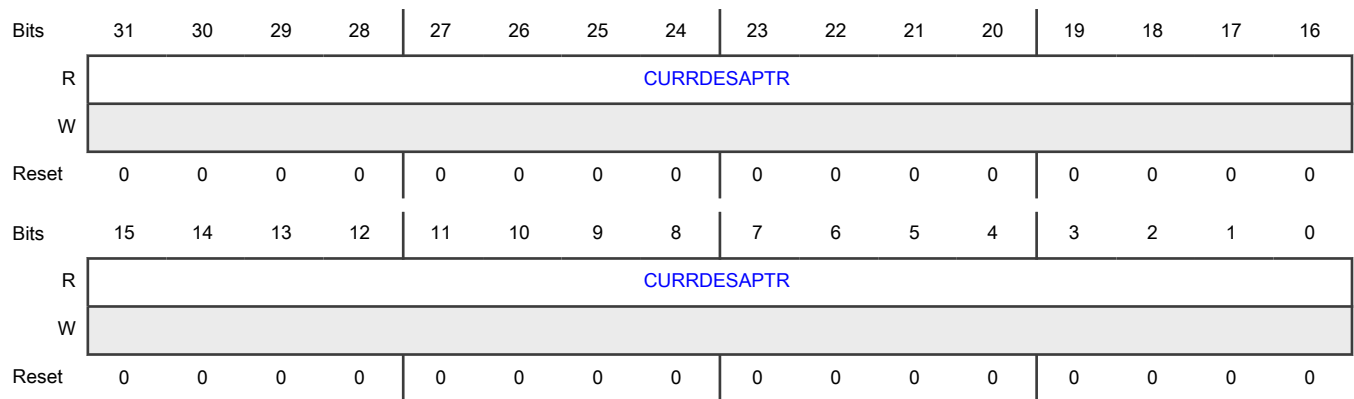 Bits 31 30 29 28 27 26 25 24 23 22 21 20 19 18 17 16
R CURRDESAPTR
W
Reset 0 0 0 0 0 0 0 0 0 0 0 0 0 0 0 0
Bits 15 14 13 12 11 10 9 8 7 6 5 4 3 2 1 0
R CURRDESAPTR
W
Reset 0 0 0 0 0 0 0 0 0 0 0 0 0 0 0 0